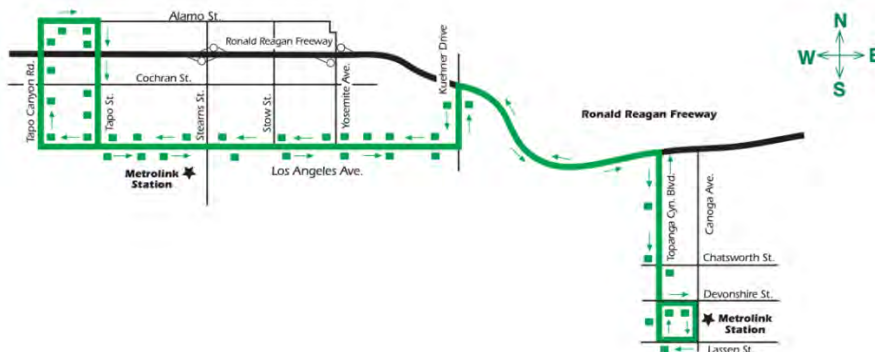 Alamo St.
Ronald Reagan Freeway
Cochran St.
Tapo Canyon Rd.
Tapo St.
Stearns St.
Stow St.
Yosemite Ave.
Kuehner Drive
Metrolink
Station
Los Angeles Ave.
N
W
E
S
Ronald Reagan Freeway
Topanga Cyn. Blvd.
Canoga Ave.
Chatsworth St.
Devonshire St.
Metrolink
Station
Lassen St.